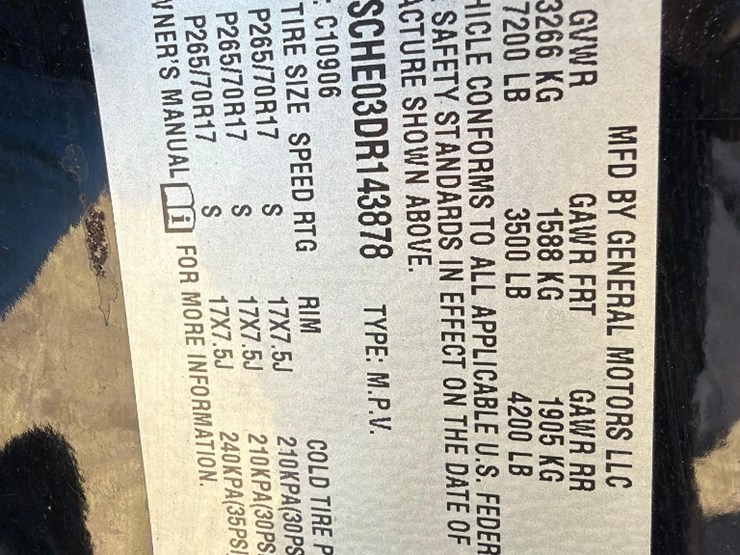 MFD BY GENERAL MOTORS LLC
GVWR GAWR FRT GAWR RR
3266 KG 1588 KG 1905 KG
7200 LB 3500 LB 4200 LB
HICLE CONFORMS TO ALL APPLICABLE U.S. FEDER
SAFETY STANDARDS IN EFFECT ON THE DATE OF
ACTURE SHOWN ABOVE.
SCHE03DR143878 TYPE: M.P.V.
: C10906
TIRE SIZE SPEED RTG RIM COLD TIRE P
P265/70R17 S 17X7.5J 210KPA(30PS
P265/70R17 S 17X7.5J 210KPA(30PS
P265/70R17 S 17X7.5J 240KPA(35PSI
WNER'S MANUAL i FOR MORE INFORMATION.